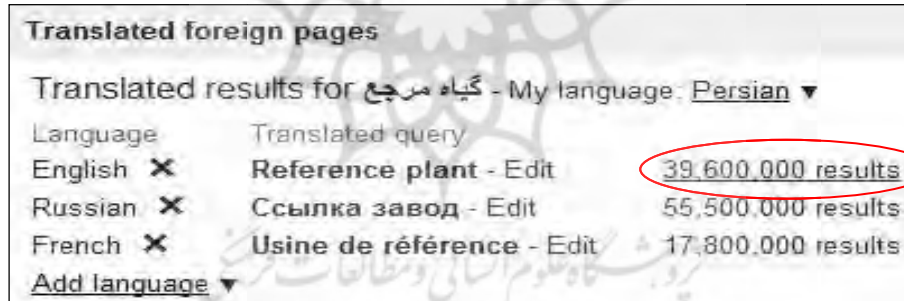 Translated foreign pages
Translated results for گیاه مرجع - My language: Persian ▼
Language Translated query
English ✕ Reference plant - Edit 39,600,000 results
Russian ✕ Ссылка завод - Edit 55,500,000 results
French ✕ Usine de référence - Edit 17,800,000 results
Add language ▼